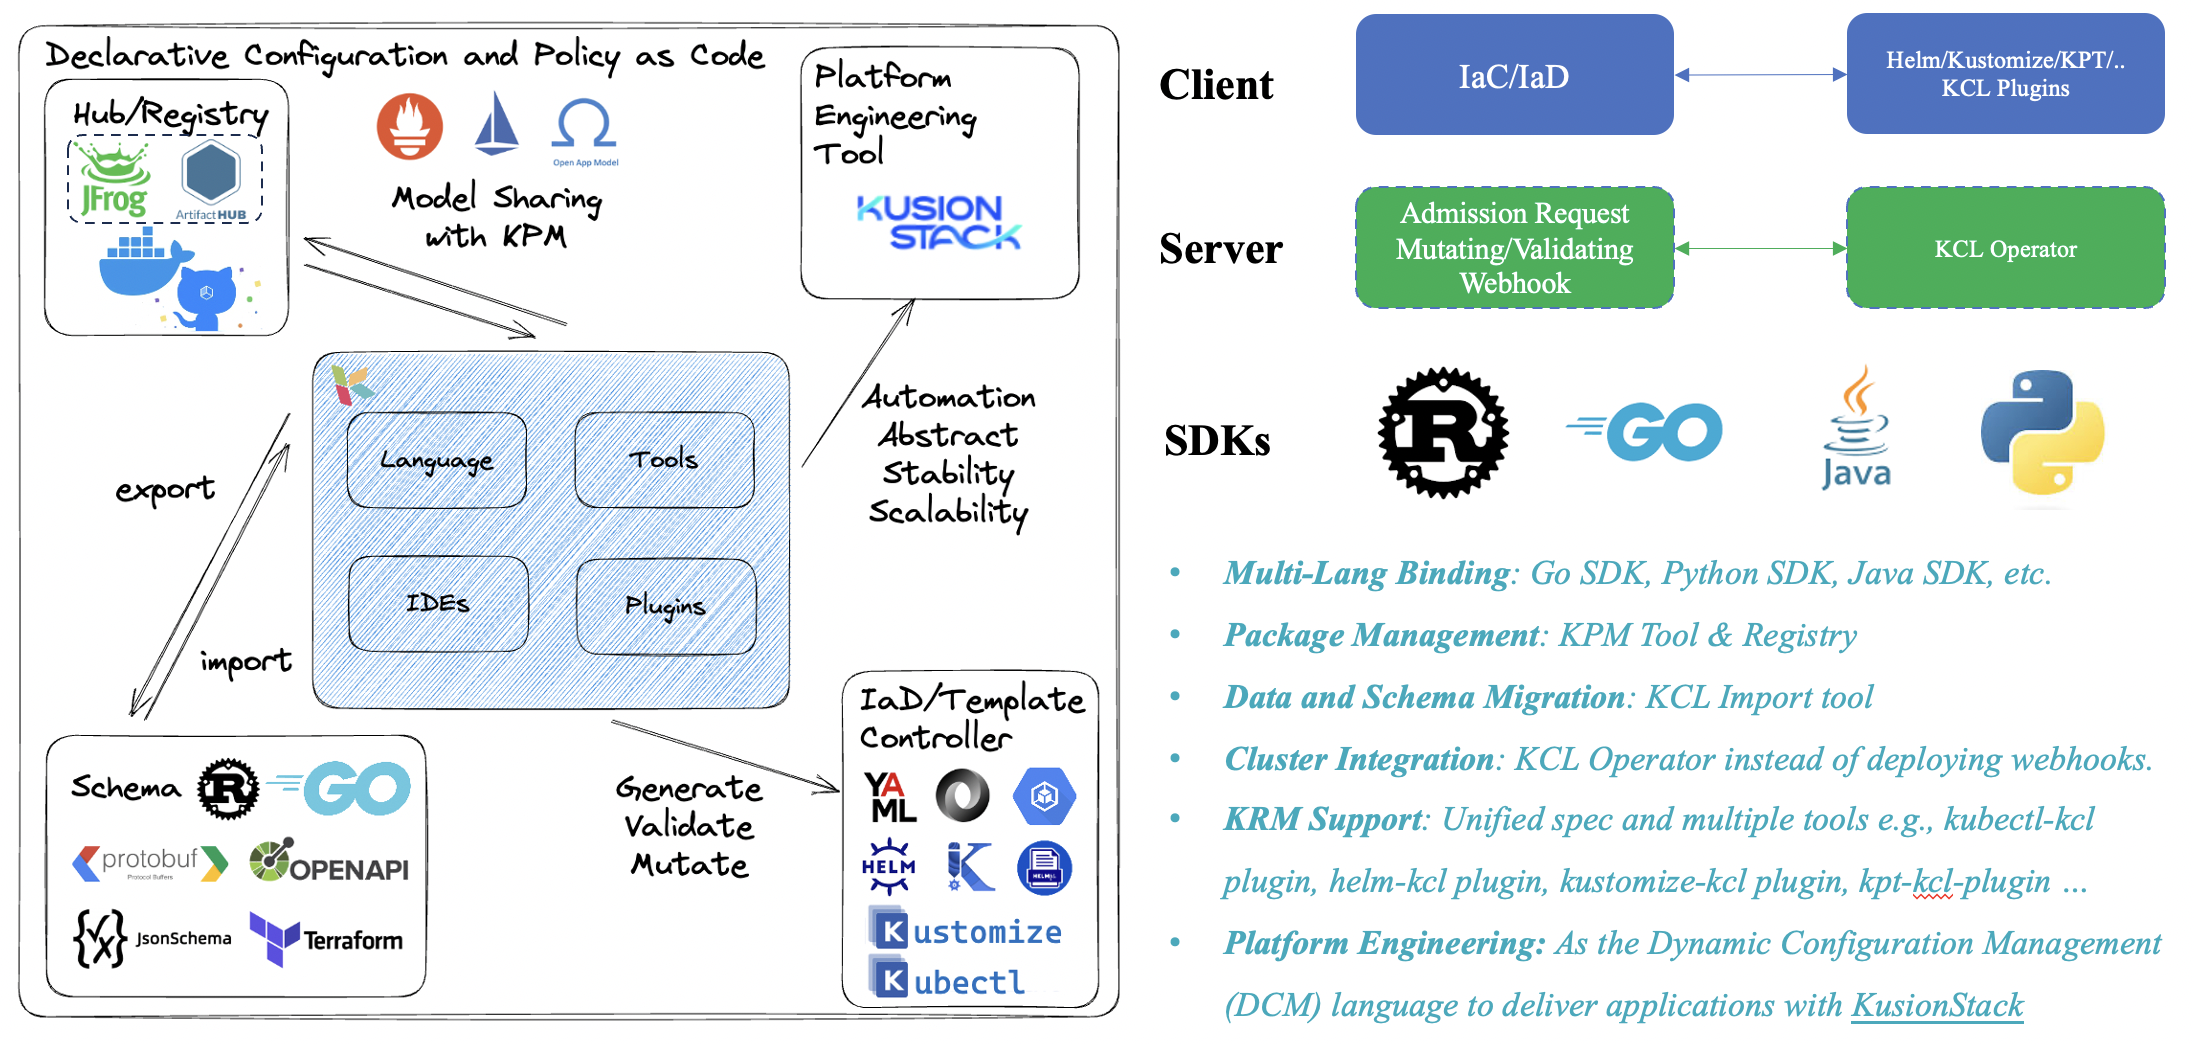 Declarative Configuration and Policy as Code
Hub/Registry
JFrog
ArtifactHUB
Open App Model
Model Sharing
with KPM
Platform
Engineering
Tool
KUSION
STACK
Language
Tools
IDEs
Plugins
export
import
Automation
Abstract
Stability
Scalability
Schema
R
GO
protobuf
Protocol Buffers
OPENAPI
JsonSchema
Terraform
Generate
Validate
Mutate
IaD/Template
Controller
YAML
HELM
Kustomize
Kubectl
Client
IaC/IaD
Helm/Kustomize/KPT/..
KCL Plugins
Server
Admission Request
Mutating/Validating
Webhook
KCL Operator
SDKs
R
GO
Java
• Multi-Lang Binding: Go SDK, Python SDK, Java SDK, etc.
• Package Management: KPM Tool & Registry
• Data and Schema Migration: KCL Import tool
• Cluster Integration: KCL Operator instead of deploying webhooks.
• KRM Support: Unified spec and multiple tools e.g., kubectl-kcl
plugin, helm-kcl plugin, kustomize-kcl plugin, kpt-kcl-plugin ...
• Platform Engineering: As the Dynamic Configuration Management
(DCM) language to deliver applications with KusionStack